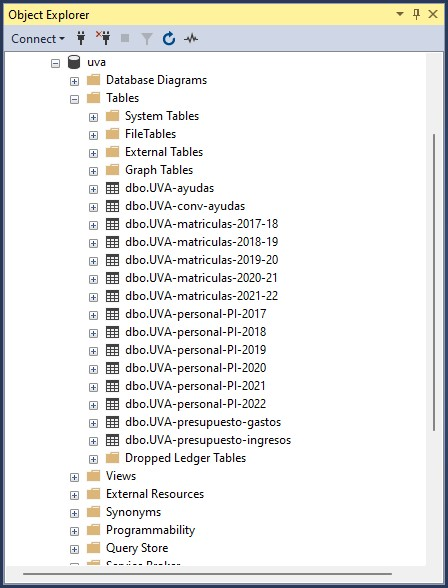 Object Explorer
Connect
uva
Database Diagrams
Tables
System Tables
FileTables
External Tables
Graph Tables
dbo.UVA-ayudas
dbo.UVA-conv-ayudas
dbo.UVA-matriculas-2017-18
dbo.UVA-matriculas-2018-19
dbo.UVA-matriculas-2019-20
dbo.UVA-matriculas-2020-21
dbo.UVA-matriculas-2021-22
dbo.UVA-personal-PI-2017
dbo.UVA-personal-PI-2018
dbo.UVA-personal-PI-2019
dbo.UVA-personal-PI-2020
dbo.UVA-personal-PI-2021
dbo.UVA-personal-PI-2022
dbo.UVA-presupuesto-gastos
dbo.UVA-presupuesto-ingresos
Dropped Ledger Tables
Views
External Resources
Synonyms
Programmability
Query Store
Service Broker